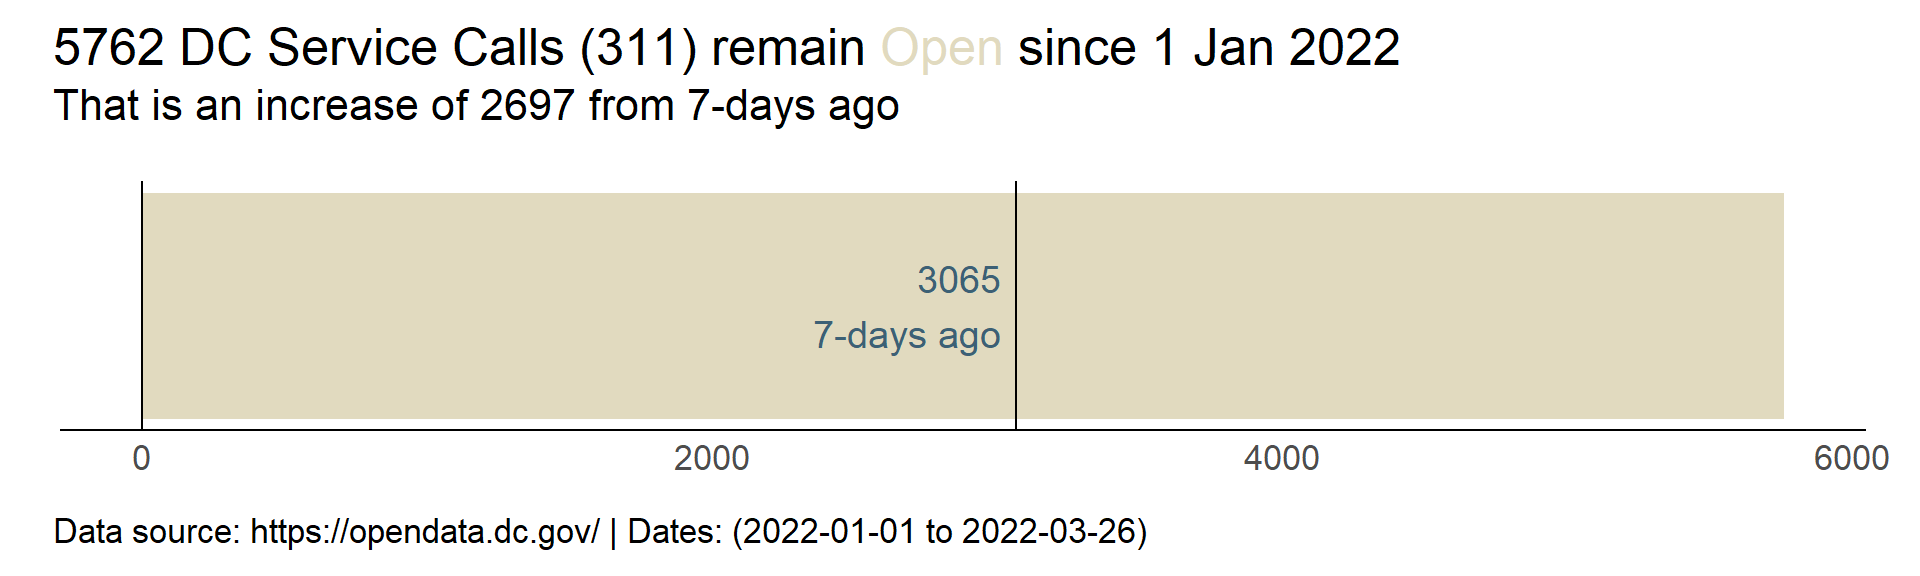 5762 DC Service Calls (311) remain Open since 1 Jan 2022
That is an increase of 2697 from 7-days ago
3065
7-days ago
0 2000 4000 6000
Data source: https://opendata.dc.gov/ | Dates: (2022-01-01 to 2022-03-26)